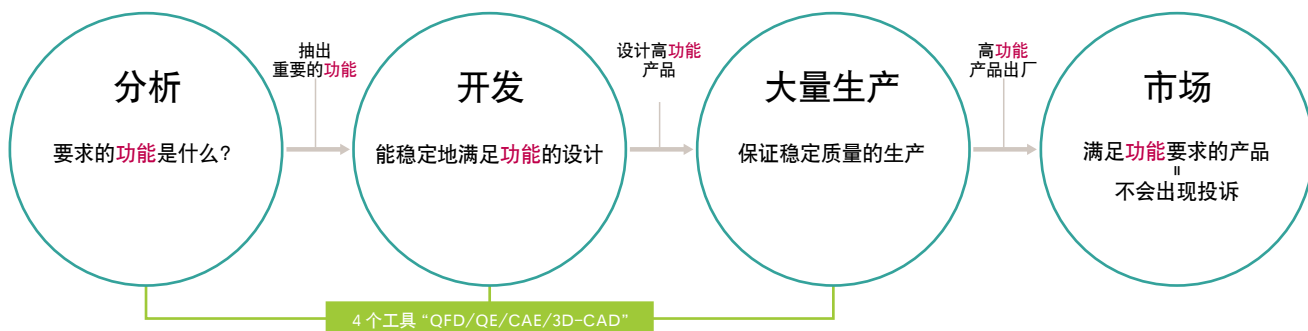 分析
要求的功能是什么?
抽出
重要的功能
开发
能稳定地满足功能的设计
设计高功能
产品
大量生产
保证稳定质量的生产
高功能
产品出厂
市场
满足功能要求的产品
=
不会出现投诉
4个工具“QFD/QE/CAE/3D-CAD”